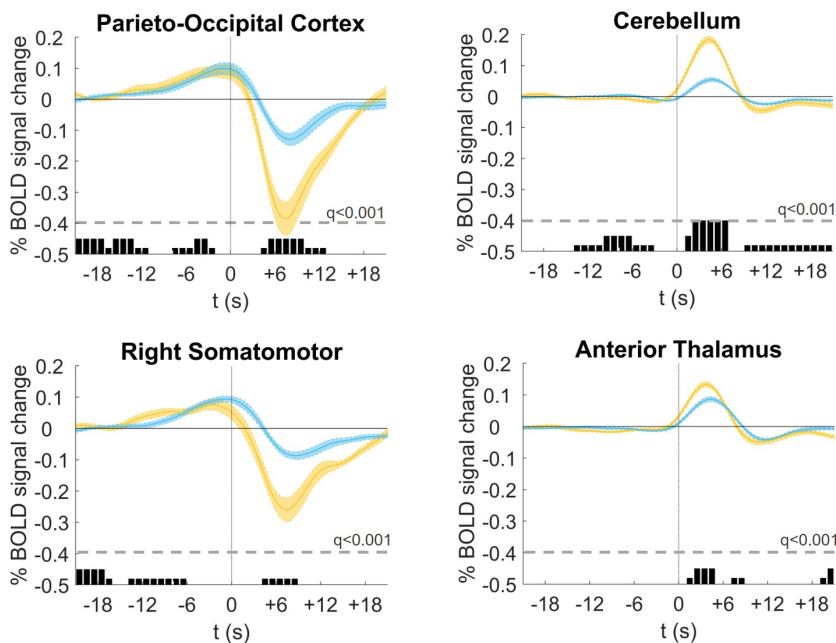 Parieto-Occipital Cortex
% BOLD signal change
0.2
0.1
0
-0.1
-0.2
-0.3
-0.4
-0.5
q<0.001
-18 -12 -6 0 +6 +12 +18
t (s)
Cerebellum
% BOLD signal change
0.2
0.1
0
-0.1
-0.2
-0.3
-0.4
-0.5
q<0.001
-18 -12 -6 0 +6 +12 +18
t (s)
Right Somatomotor
% BOLD signal change
0.2
0.1
0
-0.1
-0.2
-0.3
-0.4
-0.5
q<0.001
-18 -12 -6 0 +6 +12 +18
t (s)
Anterior Thalamus
% BOLD signal change
0.2
0.1
0
-0.1
-0.2
-0.3
-0.4
-0.5
q<0.001
-18 -12 -6 0 +6 +12 +18
t (s)